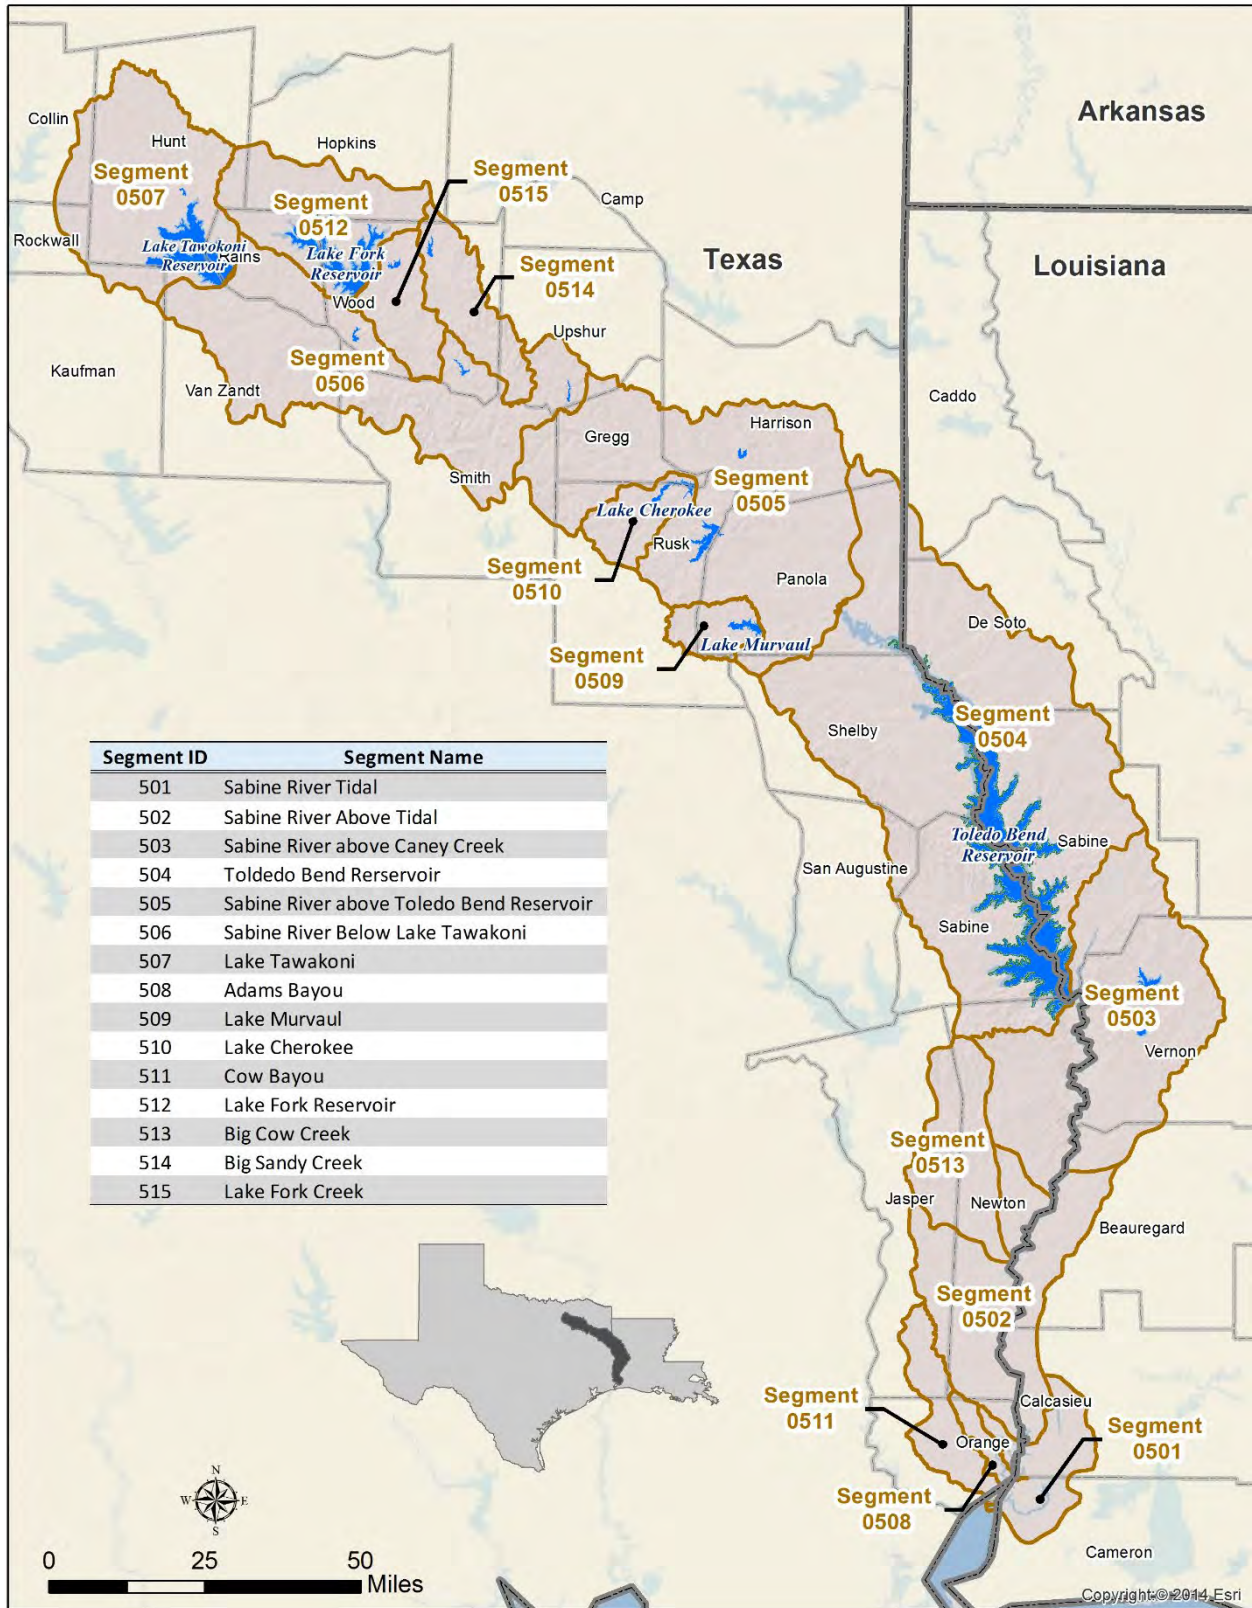 Arkansas
Collin
Hunt
Hopkins
Segment
0507
Segment
0515
Camp
Segment
0512
Rockwall
Lake Tawokoni
Reservoir
Rains
Lake Fork
Reservoir
Texas
Louisiana
Segment
0514
Wood
Upshur
Segment
0506
Kaufman
Van Zandt
Caddo
Harrison
Gregg
Smith
Segment
0505
Lake Cherokee
Rusk
Segment
0510
Panola
De Soto
Lake Murvaul
Segment
0509
Segment
0504
Shelby
Toledo Bend
Reservoir
Sabine
San Augustine
Sabine
Segment
0503
Vernon
Segment ID Segment Name
501 Sabine River Tidal
502 Sabine River Above Tidal
503 Sabine River above Caney Creek
504 Toldedo Bend Rerservoir
505 Sabine River above Toledo Bend Reservoir
506 Sabine River Below Lake Tawakoni
507 Lake Tawakoni
508 Adams Bayou
509 Lake Murvaul
510 Lake Cherokee
511 Cow Bayou
512 Lake Fork Reservoir
513 Big Cow Creek
514 Big Sandy Creek
515 Lake Fork Creek
Segment
0513
Jasper
Newton
Beauregard
Segment
0502
Segment
0511
Calcasieu
Orange
Segment
0501
Segment
0508
Cameron
N
W E
S
0 25 50
Miles
Copyright:© 2014 Esri